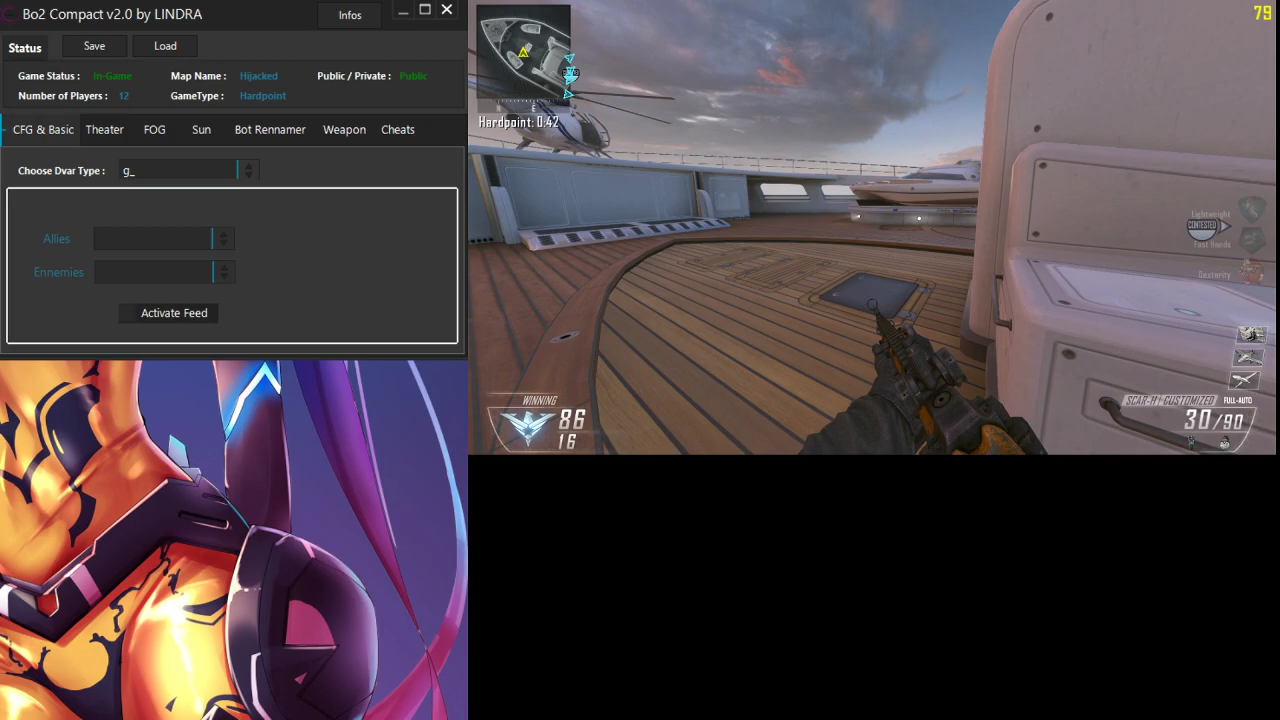 Bo2 Compact v2.0 by LINDRA
Infos
Status
Save
Load
Game Status : In-Game
Map Name : Hijacked
Public / Private : Public
Number of Players : 12
GameType : Hardpoint
CFG & Basic
Theater
FOG
Sun
Bot Rennamer
Weapon
Cheats
Choose Dvar Type : g_
Allies
Ennemies
Activate Feed
79
N
E
Hardpoint: 0:42
Lightweight
CONTESTED
Fast Hands
Dexterity
WINNING
86
16
SCAR-H CUSTOMIZED
FULL-AUTO
30/90